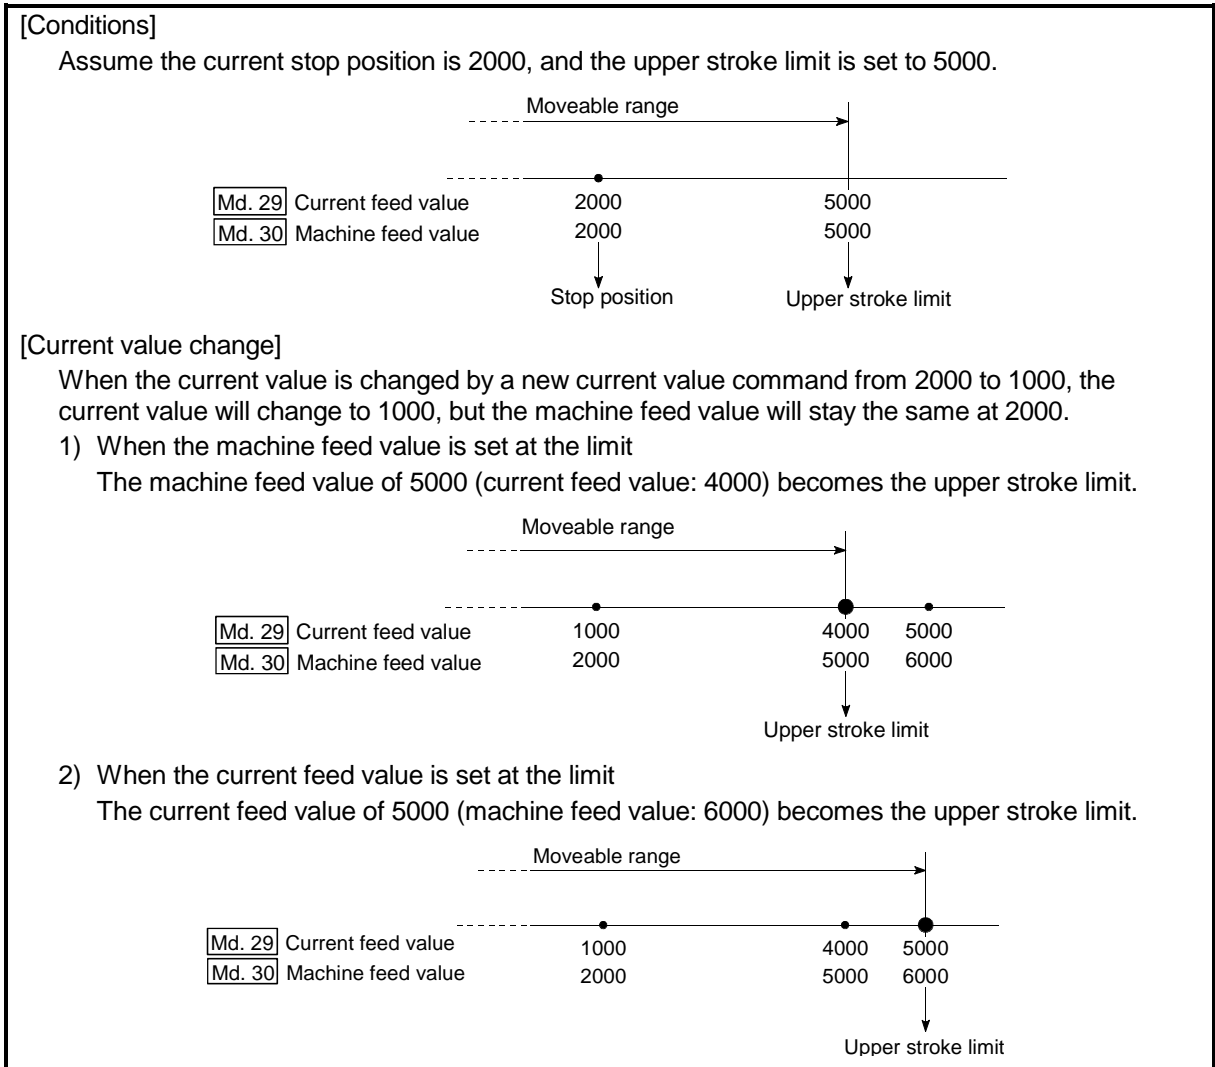 [Conditions]
Assume the current stop position is 2000, and the upper stroke limit is set to 5000.
Moveable range
Md. 29 Current feed value 2000 5000
Md. 30 Machine feed value 2000 5000
Stop position Upper stroke limit
[Current value change]
When the current value is changed by a new current value command from 2000 to 1000, the
current value will change to 1000, but the machine feed value will stay the same at 2000.
1) When the machine feed value is set at the limit
The machine feed value of 5000 (current feed value: 4000) becomes the upper stroke limit.
Moveable range
Md. 29 Current feed value 1000 4000 5000
Md. 30 Machine feed value 2000 5000 6000
Upper stroke limit
2) When the current feed value is set at the limit
The current feed value of 5000 (machine feed value: 6000) becomes the upper stroke limit.
Moveable range
Md. 29 Current feed value 1000 4000 5000
Md. 30 Machine feed value 2000 5000 6000
Upper stroke limit